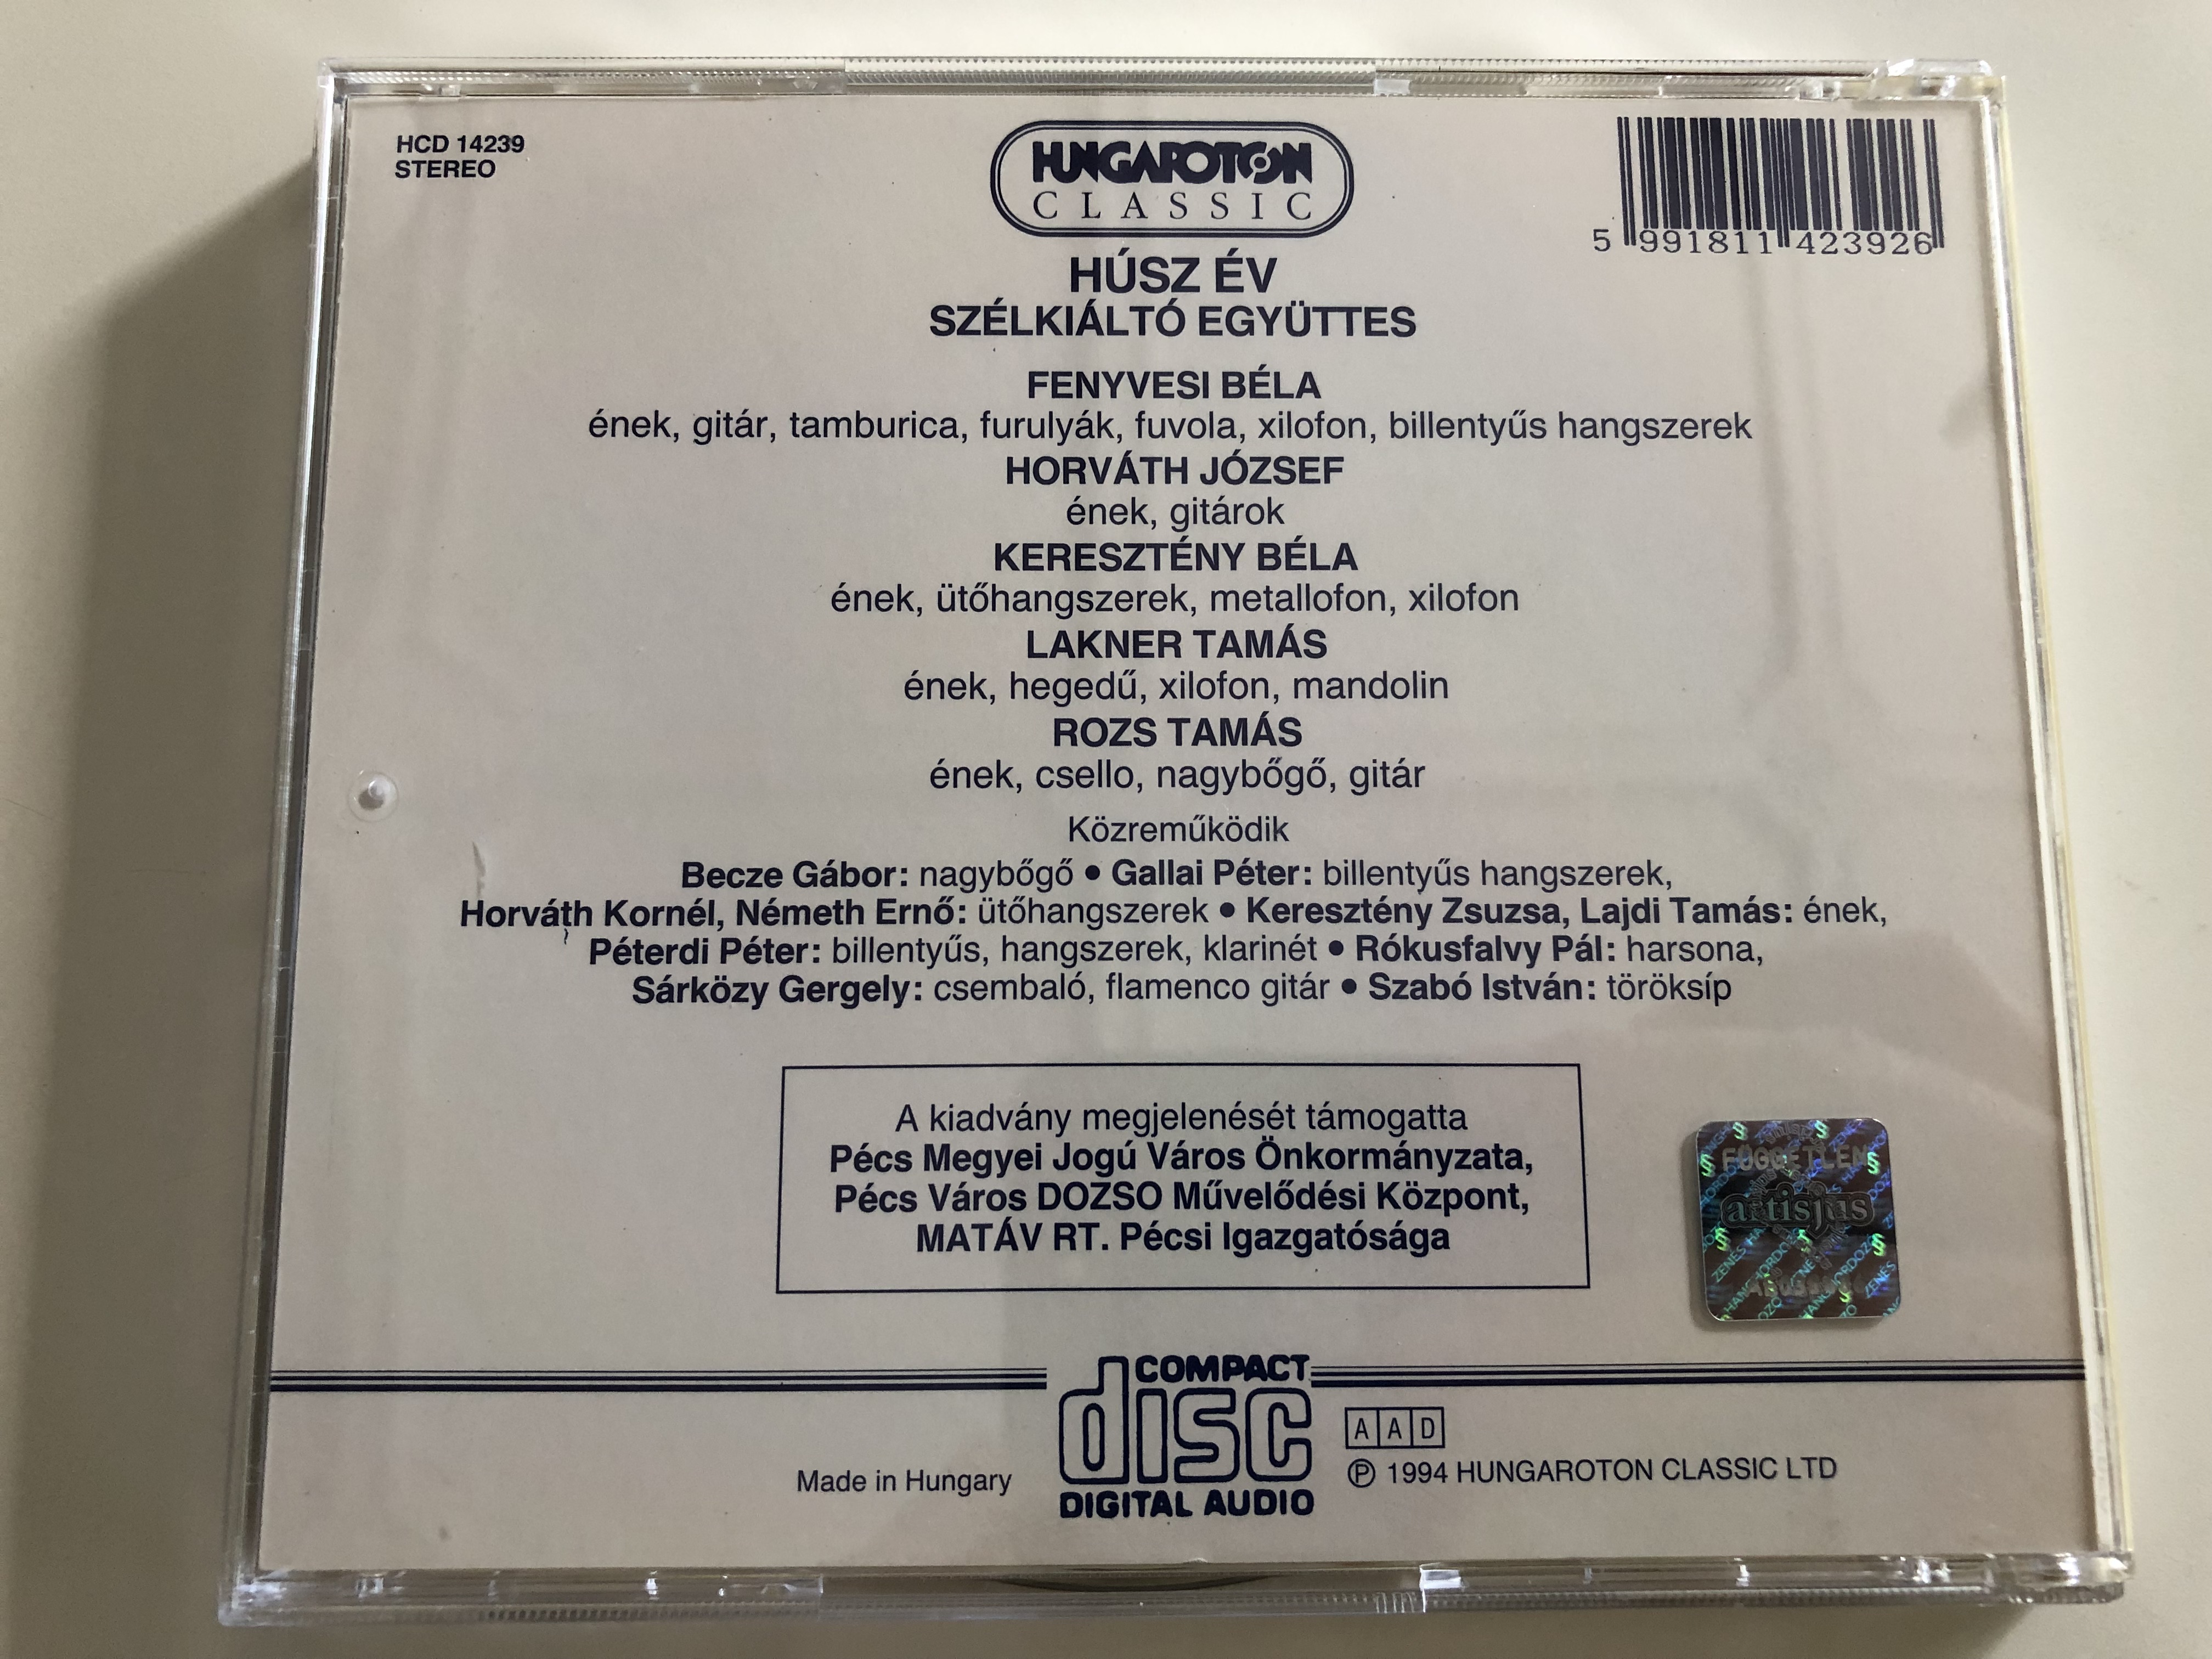 HCD 14239
STEREO
HUNGAROTON
CLASSIC
5 991811 423926
HÚSZ ÉV
SZÉLKIÁLTÓ EGYÜTTES
FENYVESI BÉLA
ének, gitár, tamburica, furulyák, fuvola, xilofon, billentyűs hangszerek
HORVÁTH JÓZSEF
ének, gitárok
KERESZTÉNY BÉLA
ének, ütőhangszerek, metallofon, xilofon
LAKNER TAMÁS
ének, hegedű, xilofon, mandolin
ROZS TAMÁS
ének, csello, nagybőgő, gitár
Közreműködik
Becze Gábor: nagybőgő • Gallai Péter: billentyűs hangszerek,
Horváth Kornél, Németh Ernő: ütőhangszerek • Keresztény Zsuzsa, Lajdi Tamás: ének,
Péterdi Péter: billentyűs, hangszerek, klarinét • Rókusfalvy Pál: harsona,
Sárközy Gergely: csembaló, flamenco gitár • Szabó István: töröksíp
A kiadvány megjelenését támogatta
Pécs Megyei Jogú Város Önkormányzata,
Pécs Város DOZSO Művelődési Központ,
MATÁV RT. Pécsi Igazgatósága
FÜGGETLEN
artisjus
COMPACT
disc
DIGITAL AUDIO
Made in Hungary
A A D
℗ 1994 HUNGAROTON CLASSIC LTD